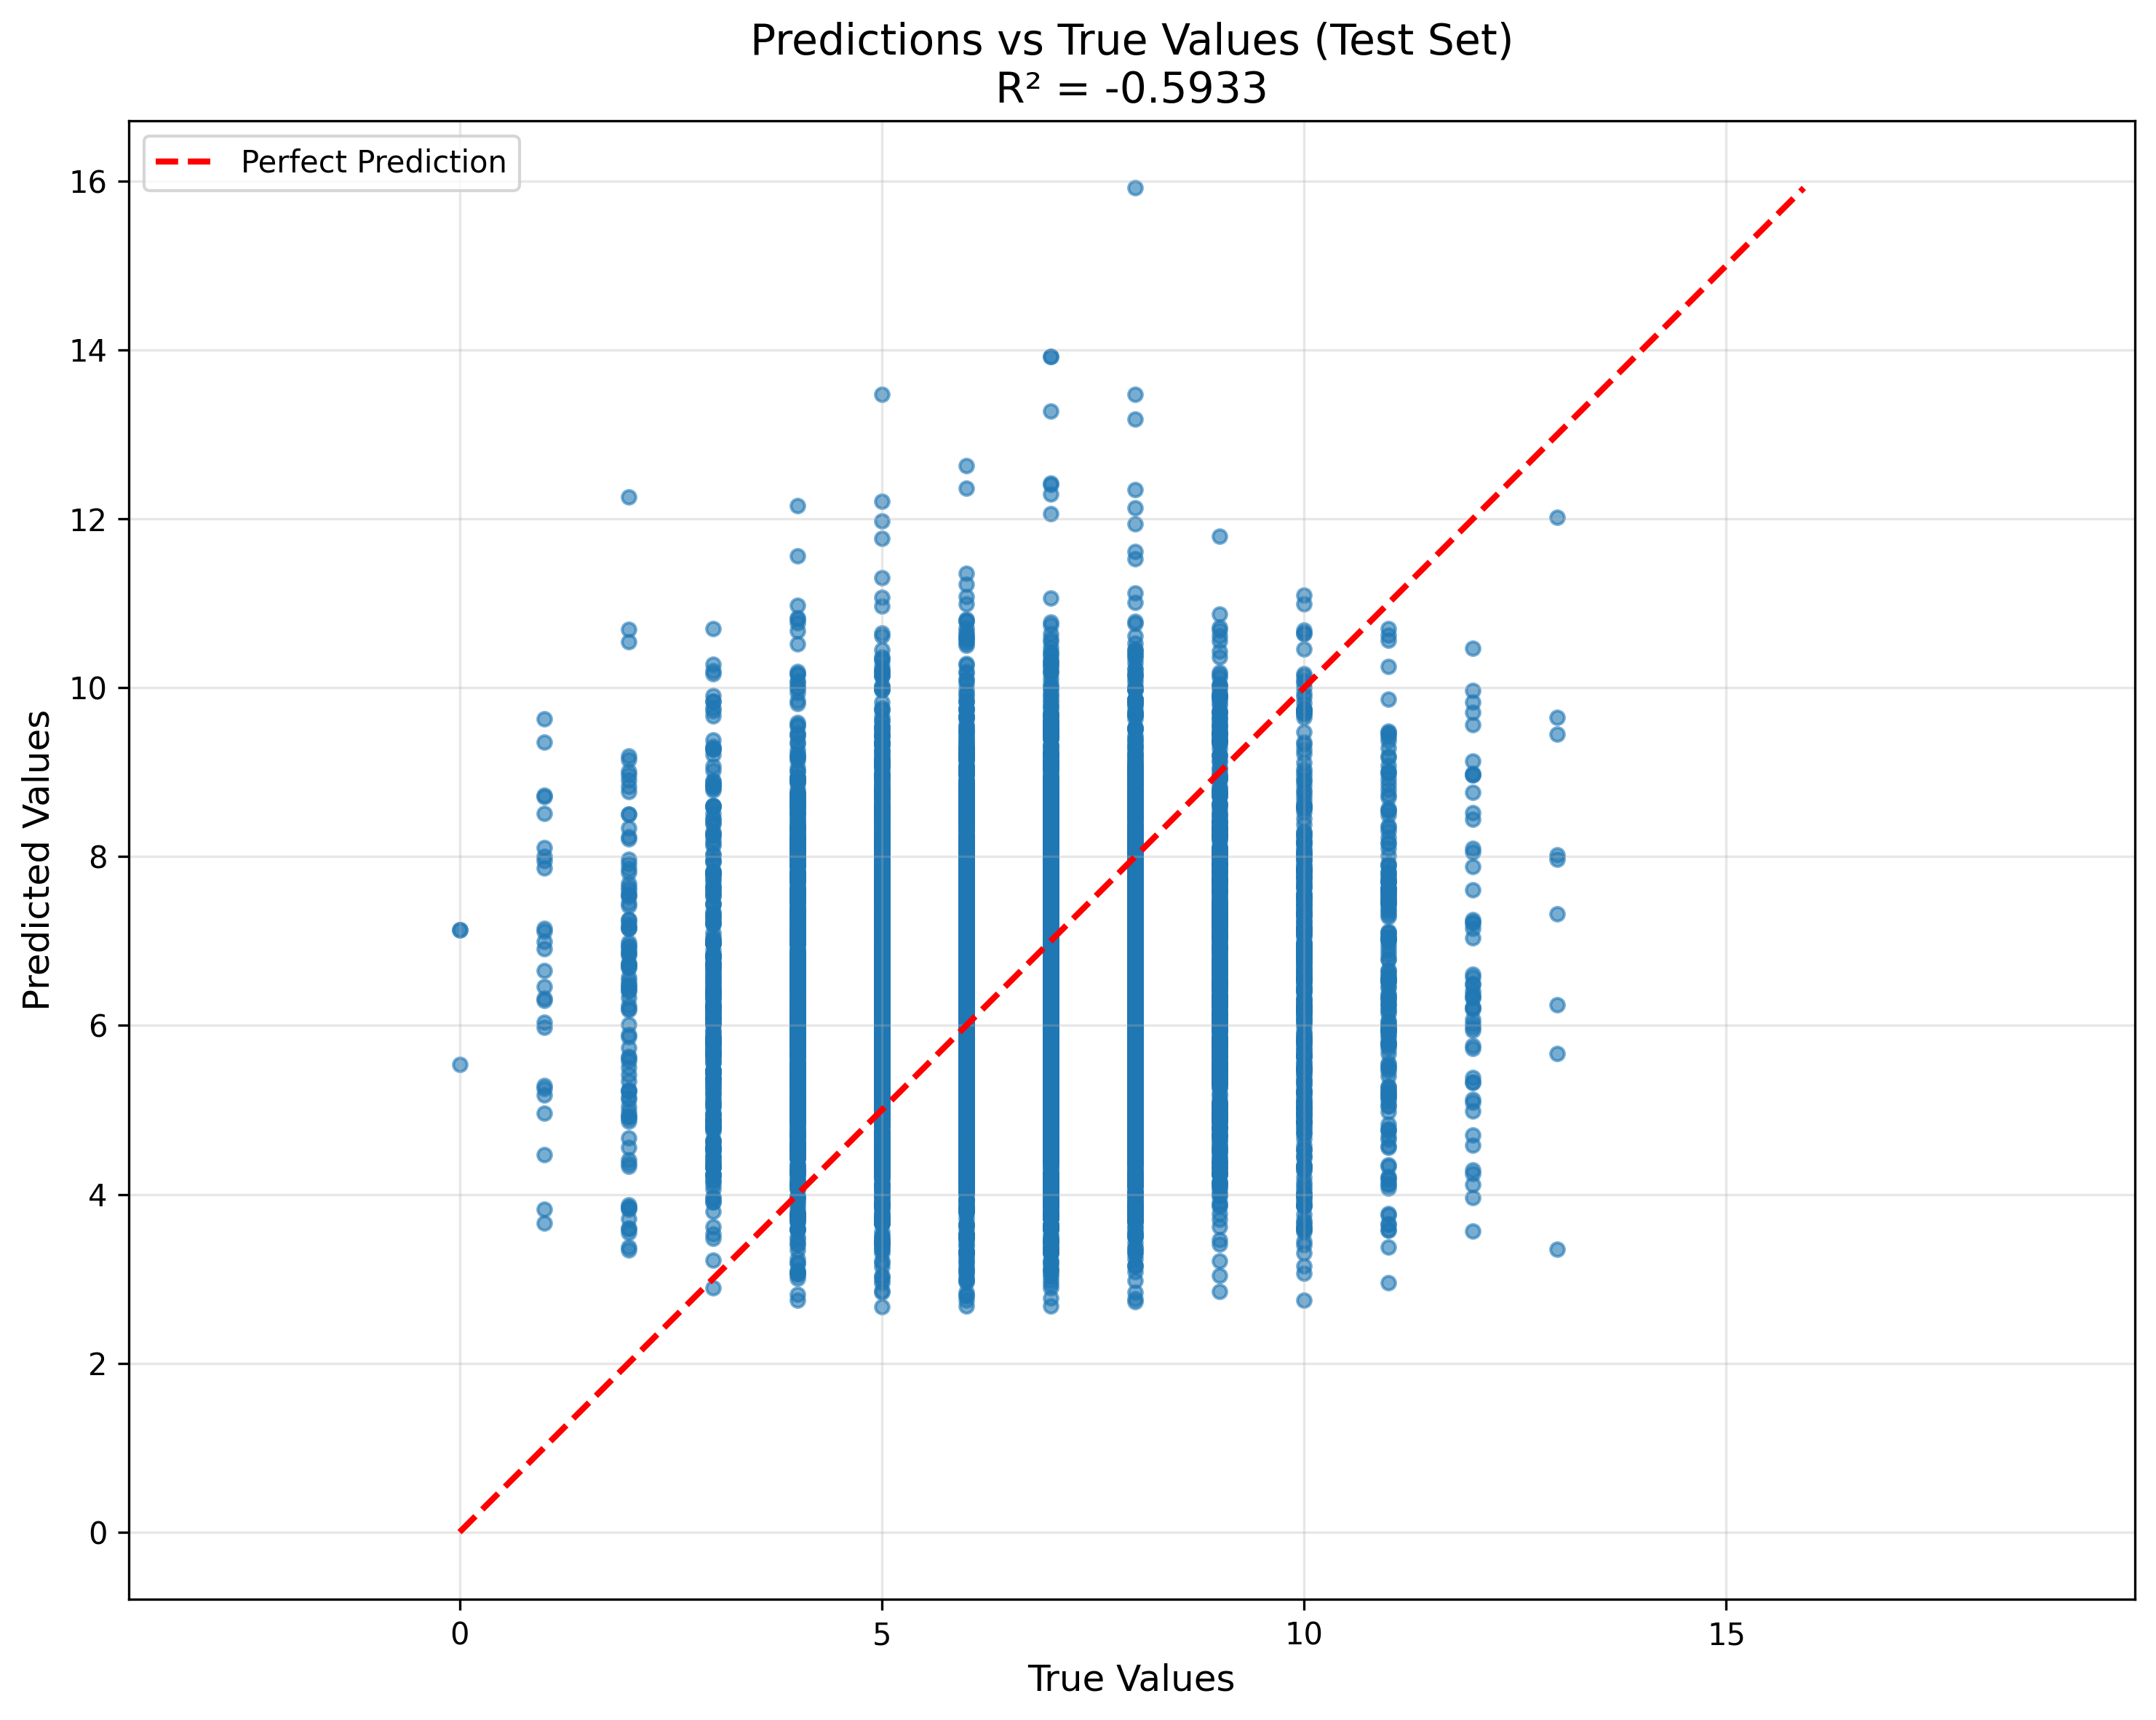 Predictions vs True Values (Test Set)
R² = -0.5933
Perfect Prediction
16
14
12
10
8
6
4
2
0
Predicted Values
0 5 10 15
True Values